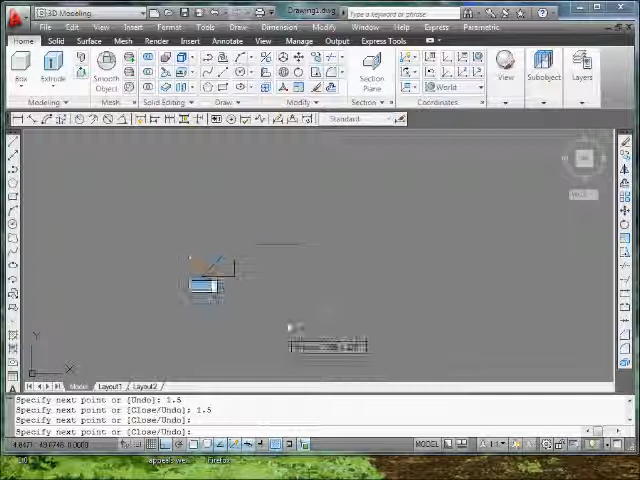 3D Modeling
Drawing1.dwg
Type a keyword or phrase
File Edit View Insert Format Tools Draw Dimension Modify Window Help Express Parametric
Home Solid Surface Mesh Render Insert Annotate View Manage Output Express Tools
Box Extrude Smooth Object Section Plane World View Subobject Layers
Modeling Mesh Solid Editing Draw Modify Section Coordinates
Standard
Y
X
Model Layout1 Layout2
Specify next point or [Undo]: 1.5
Specify next point or [Close/Undo]: 1.5
Specify next point or [Close/Undo]:
Specify next point or [Close/Undo]:
MODEL
1:1
Firefox